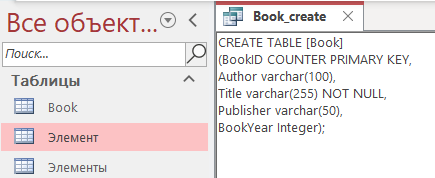 Все объект...
Поиск...
Таблицы
Book
Элемент
Элементы
Book_create
CREATE TABLE [Book]
(BookID COUNTER PRIMARY KEY,
Author varchar(100),
Title varchar(255) NOT NULL,
Publisher varchar(50),
BookYear Integer);